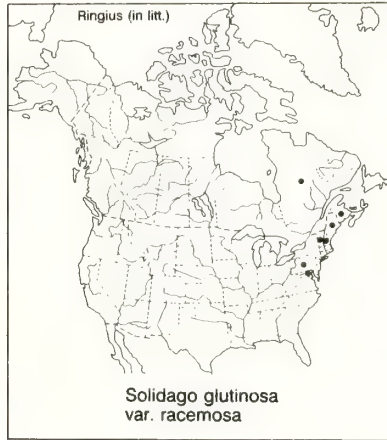 Ringius (in litt.)
Solidago glutinosa
var. racemosa